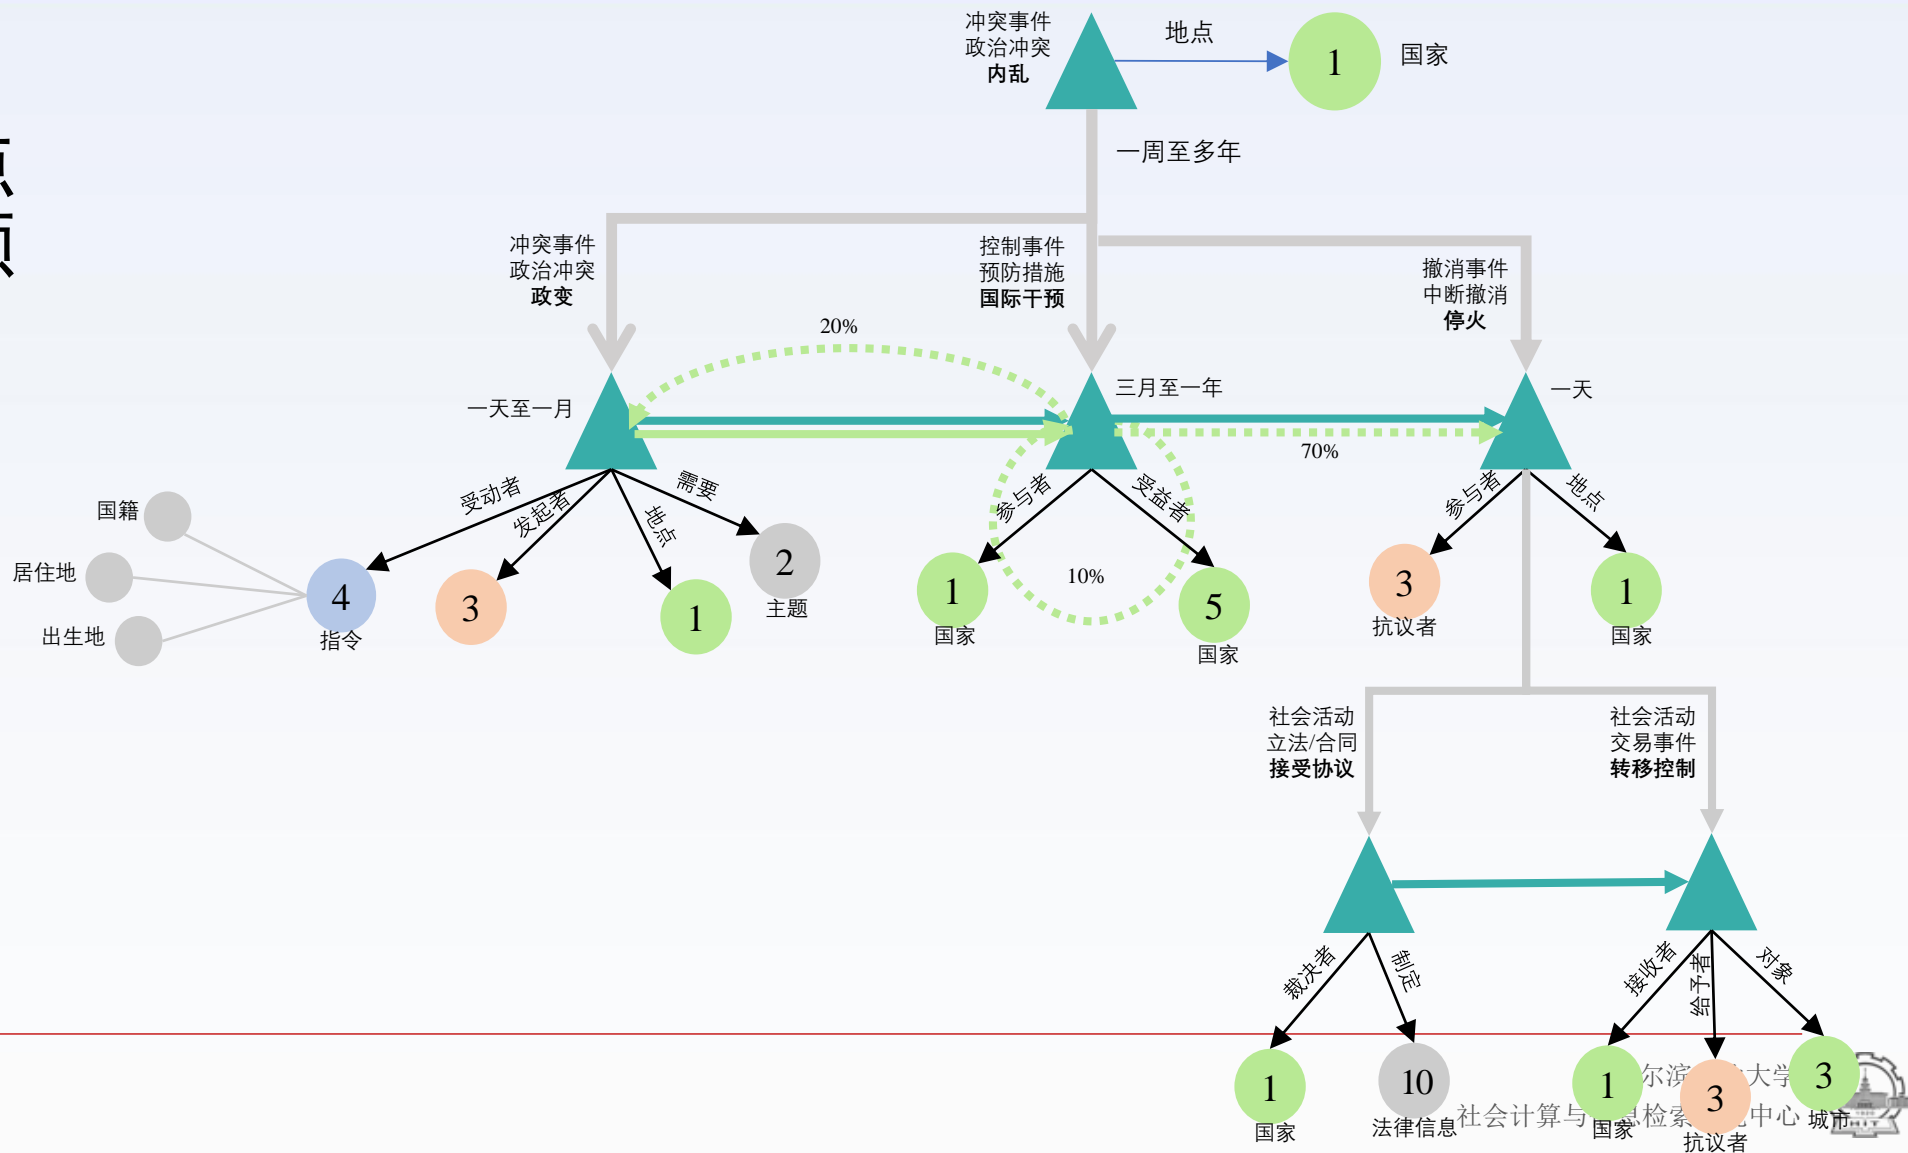 冲突事件
政治冲突
内乱
地点
1
国家
一周至多年
冲突事件
政治冲突
政变
控制事件
预防措施
国际干预
撤消事件
中断撤消
停火
20%
一天至一月
三月至一年
一天
70%
受动者
发起者
地点
需要
参与者
受益者
参与者
地点
国籍
居住地
出生地
4
指令
3
1
2
主题
1
国家
10%
5
国家
3
抗议者
1
国家
社会活动
立法/合同
接受协议
社会活动
交易事件
转移控制
裁决者
制定
接收者
给予者
对象
1
国家
10
法律信息
1
国家
3
抗议者
3
城市
尔滨
大学
社会计算与
检索
中心